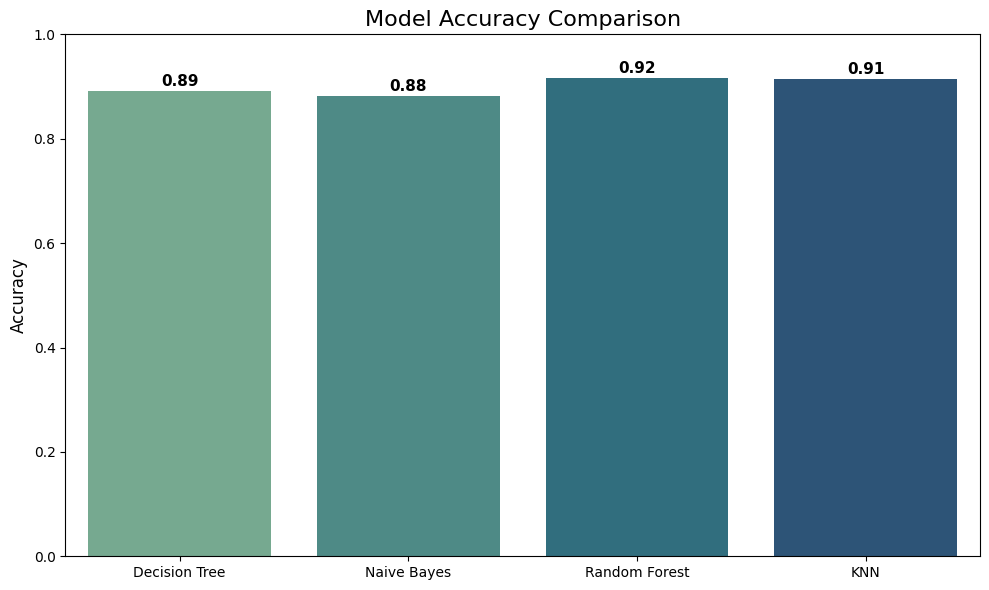 Model Accuracy Comparison
Accuracy
1.0
0.8
0.6
0.4
0.2
0.0
0.89
0.88
0.92
0.91
Decision Tree
Naive Bayes
Random Forest
KNN